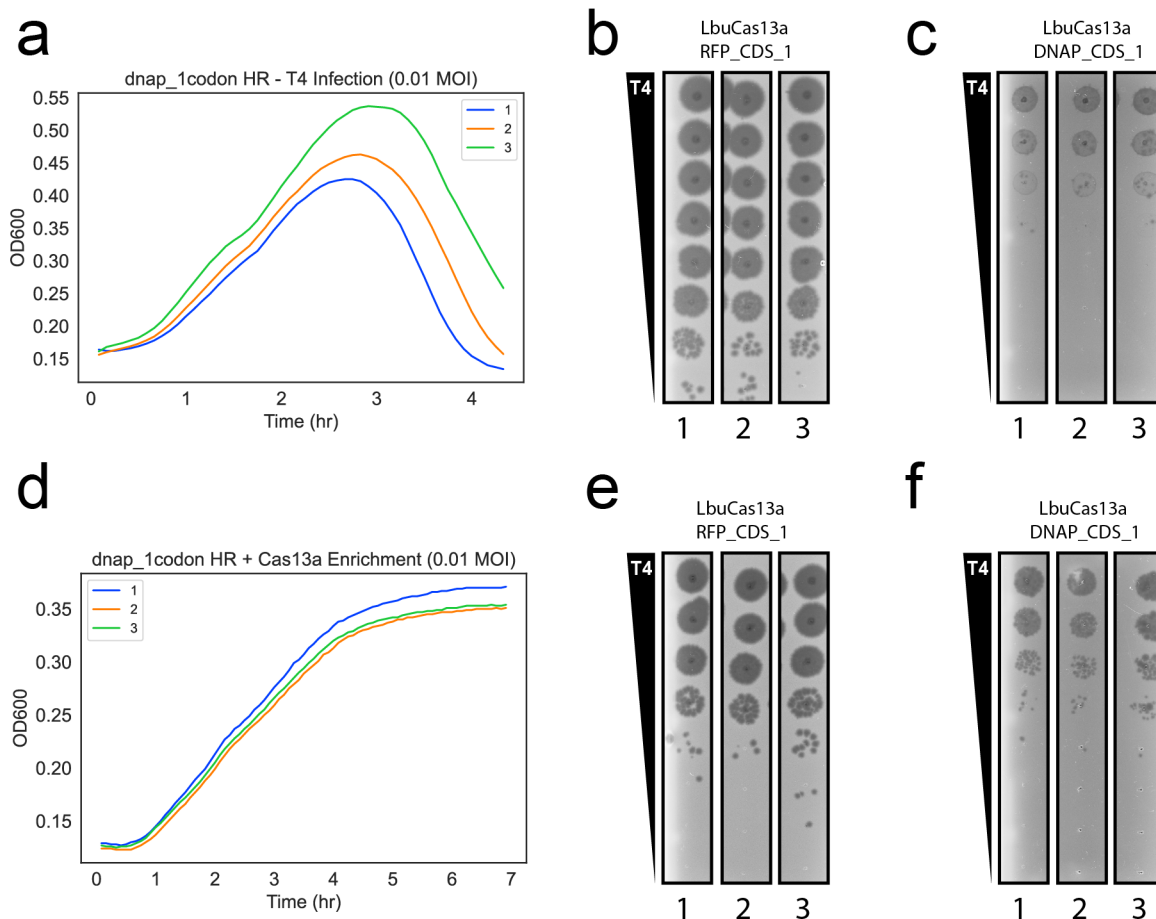 a
dnap_1codon HR - T4 Infection (0.01 MOI)
0.55
0.50
0.45
0.40
0.35
0.30
0.25
0.20
0.15
OD600
1
2
3
0 1 2 3 4
Time (hr)
b
LbuCas13a
RFP_CDS_1
T4
1 2 3
c
LbuCas13a
DNAP_CDS_1
T4
1 2 3
d
dnap_1codon HR + Cas13a Enrichment (0.01 MOI)
0.35
0.30
0.25
0.20
0.15
OD600
1
2
3
0 1 2 3 4 5 6 7
Time (hr)
e
LbuCas13a
RFP_CDS_1
T4
1 2 3
f
LbuCas13a
DNAP_CDS_1
T4
1 2 3